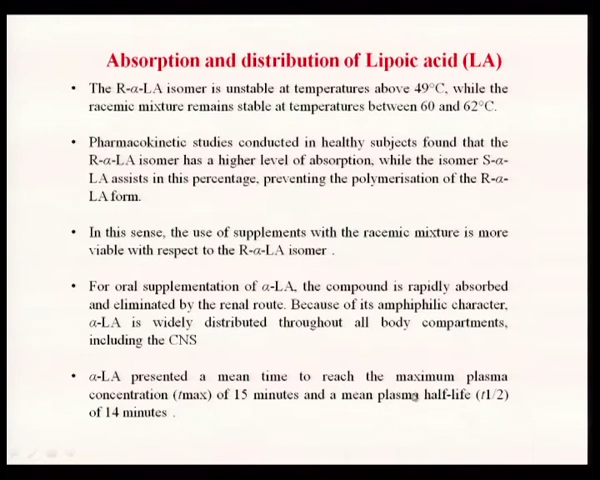 Absorption and distribution of Lipoic acid (LA)
• The R-α-LA isomer is unstable at temperatures above 49°C, while the
racemic mixture remains stable at temperatures between 60 and 62°C.
• Pharmacokinetic studies conducted in healthy subjects found that the
R-α-LA isomer has a higher level of absorption, while the isomer S-α-
LA assists in this percentage, preventing the polymerisation of the R-α-
LA form.
• In this sense, the use of supplements with the racemic mixture is more
viable with respect to the R-α-LA isomer .
• For oral supplementation of α-LA, the compound is rapidly absorbed
and eliminated by the renal route. Because of its amphiphilic character,
α-LA is widely distributed throughout all body compartments,
including the CNS
• α-LA presented a mean time to reach the maximum plasma
concentration (tmax) of 15 minutes and a mean plasma half-life (t1/2)
of 14 minutes .